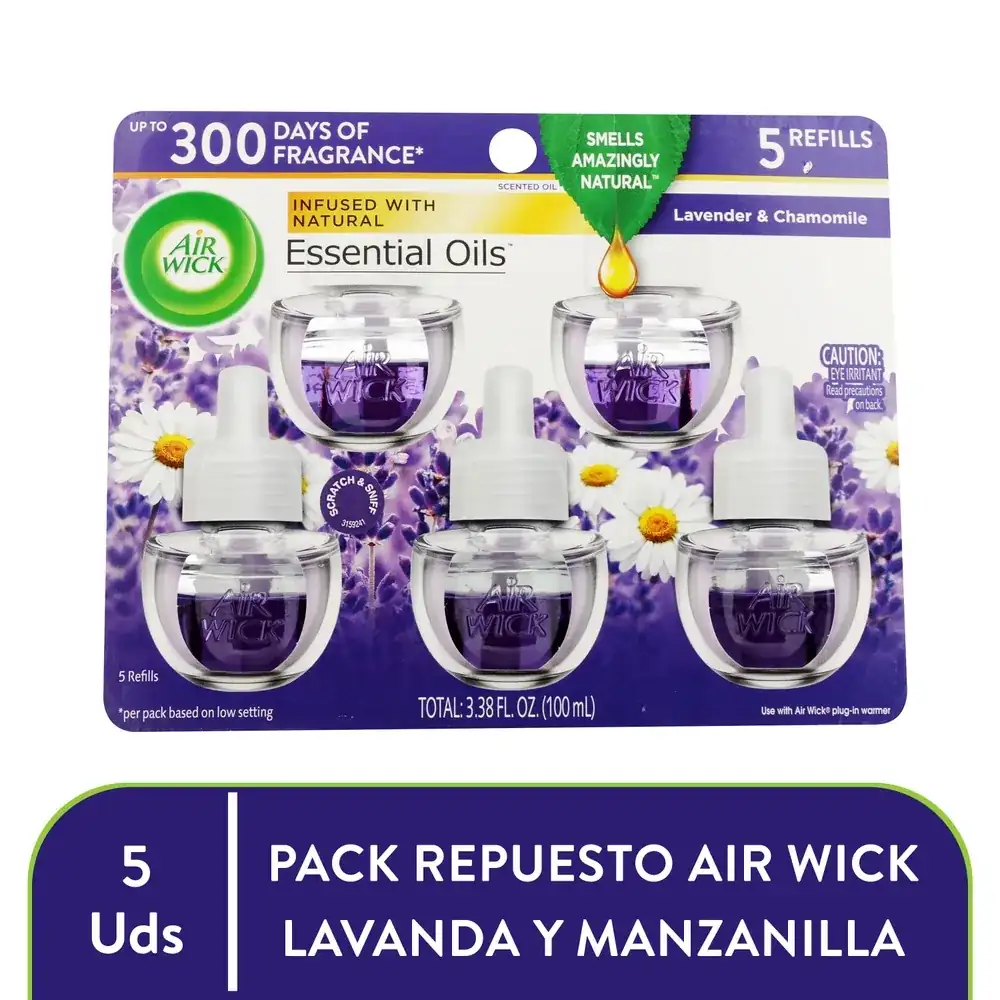 UP TO 300 DAYS OF
FRAGRANCE*
SMELLS
AMAZINGLY
NATURAL™
5 REFILLS
SCENTED OIL
INFUSED WITH
NATURAL
Essential Oils™
Lavender & Chamomile
AIR
WICK
AIR
WICK
AIR
WICK
CAUTION:
EYE IRRITANT
Read precautions
on back.
SCRATCH & SNIFF
3159241
AIR
WICK
AIR
WICK
AIR
WICK
5 Refills
*per pack based on low setting
TOTAL: 3.38 FL. OZ. (100 mL)
Use with Air Wick® plug-in warmer
5
Uds
PACK REPUESTO AIR WICK
LAVANDA Y MANZANILLA